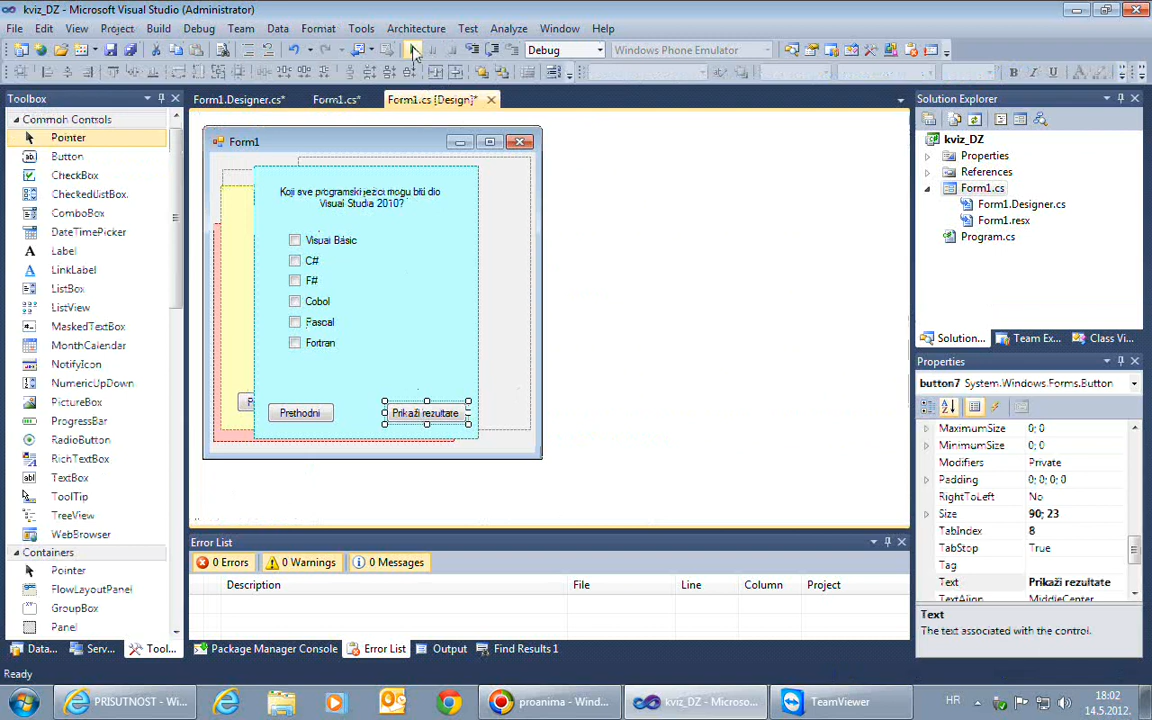 kviz_DZ - Microsoft Visual Studio (Administrator)
File Edit View Project Build Debug Team Data Format Tools Architecture Test Analyze Window Help
Debug Windows Phone Emulator
B I U
Toolbox
Form1.Designer.cs* Form1.cs* Form1.cs [Design]*
Solution Explorer
Common Controls
Pointer
Button
CheckBox
CheckedListBox
ComboBox
DateTimePicker
Label
LinkLabel
ListBox
ListView
MaskedTextBox
MonthCalendar
NotifyIcon
NumericUpDown
PictureBox
ProgressBar
RadioButton
RichTextBox
TextBox
ToolTip
TreeView
WebBrowser
Containers
Pointer
FlowLayoutPanel
GroupBox
Panel
Data... Serv... Tool...
Form1
Koji sve programski jezici mogu biti dio
Visual Studia 2010?
Visual Basic
C#
F#
Cobol
Pascal
Fortran
Prethodni
Prikaži rezultate
Error List
0 Errors 0 Warnings 0 Messages
Description File Line Column Project
Package Manager Console Error List Output Find Results 1
kviz_DZ
Properties
References
Form1.cs
Form1.Designer.cs
Form1.resx
Program.cs
Solution... Team Ex... Class Vi...
Properties
button7 System.Windows.Forms.Button
MaximumSize 0; 0
MinimumSize 0; 0
Modifiers Private
Padding 0; 0; 0; 0
RightToLeft No
Size 90; 23
TabIndex 8
TabStop True
Tag
Text Prikaži rezultate
TextAlign MiddleCenter
Text
The text associated with the control.
Ready
PRISUTNOST - Wi... proanima - Wind... kviz_DZ - Microso... TeamViewer
HR 18:02
14.5.2012.